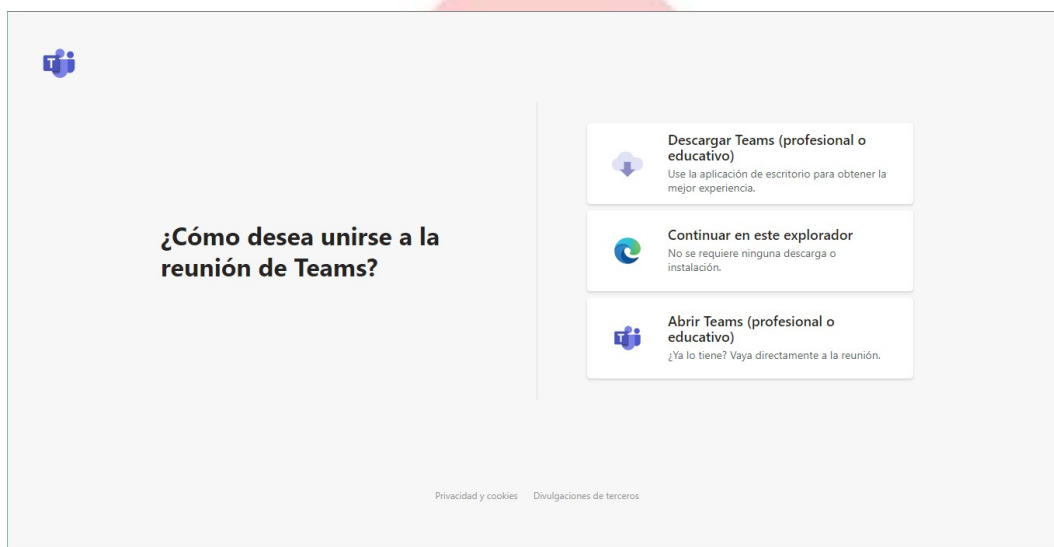 ¿Cómo desea unirse a la
reunión de Teams?
Descargar Teams (profesional o
educativo)
Use la aplicación de escritorio para obtener la
mejor experiencia.
Continuar en este explorador
No se requiere ninguna descarga o
instalación.
Abrir Teams (profesional o
educativo)
¿Ya lo tiene? Vaya directamente a la reunión.
Privacidad y cookies Divulgaciones de terceros